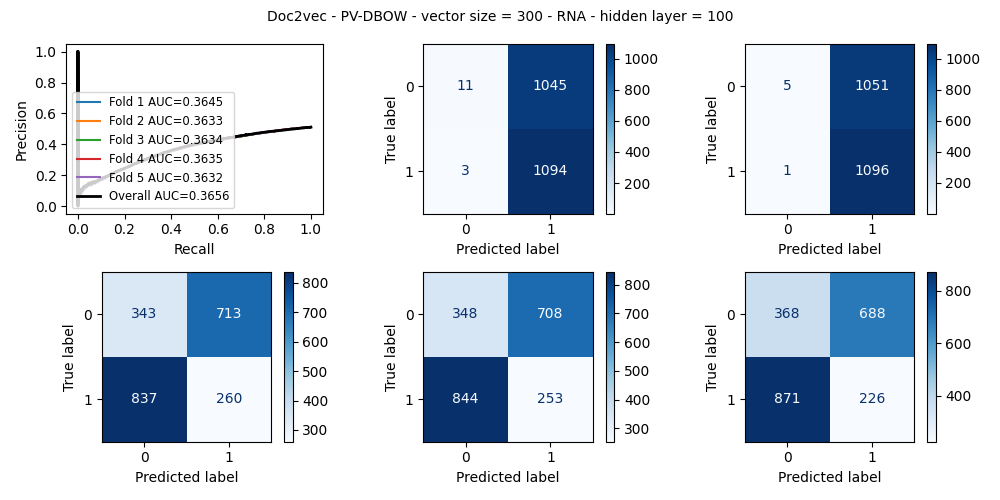 Doc2vec - PV-DBOW - vector size = 300 - RNA - hidden layer = 100
1.0
0.8
0.6
0.4
0.2
0.0
Precision
Fold 1 AUC=0.3645
Fold 2 AUC=0.3633
Fold 3 AUC=0.3634
Fold 4 AUC=0.3635
Fold 5 AUC=0.3632
Overall AUC=0.3656
0.0 0.2 0.4 0.6 0.8 1.0
Recall
True label
0 11 1045
1 3 1094
0 1
Predicted label
1000
800
600
400
200
True label
0 5 1051
1 1 1096
0 1
Predicted label
1000
800
600
400
200
True label
0 343 713
1 837 260
0 1
Predicted label
800
700
600
500
400
300
True label
0 348 708
1 844 253
0 1
Predicted label
800
700
600
500
400
300
True label
0 368 688
1 871 226
0 1
Predicted label
800
600
400